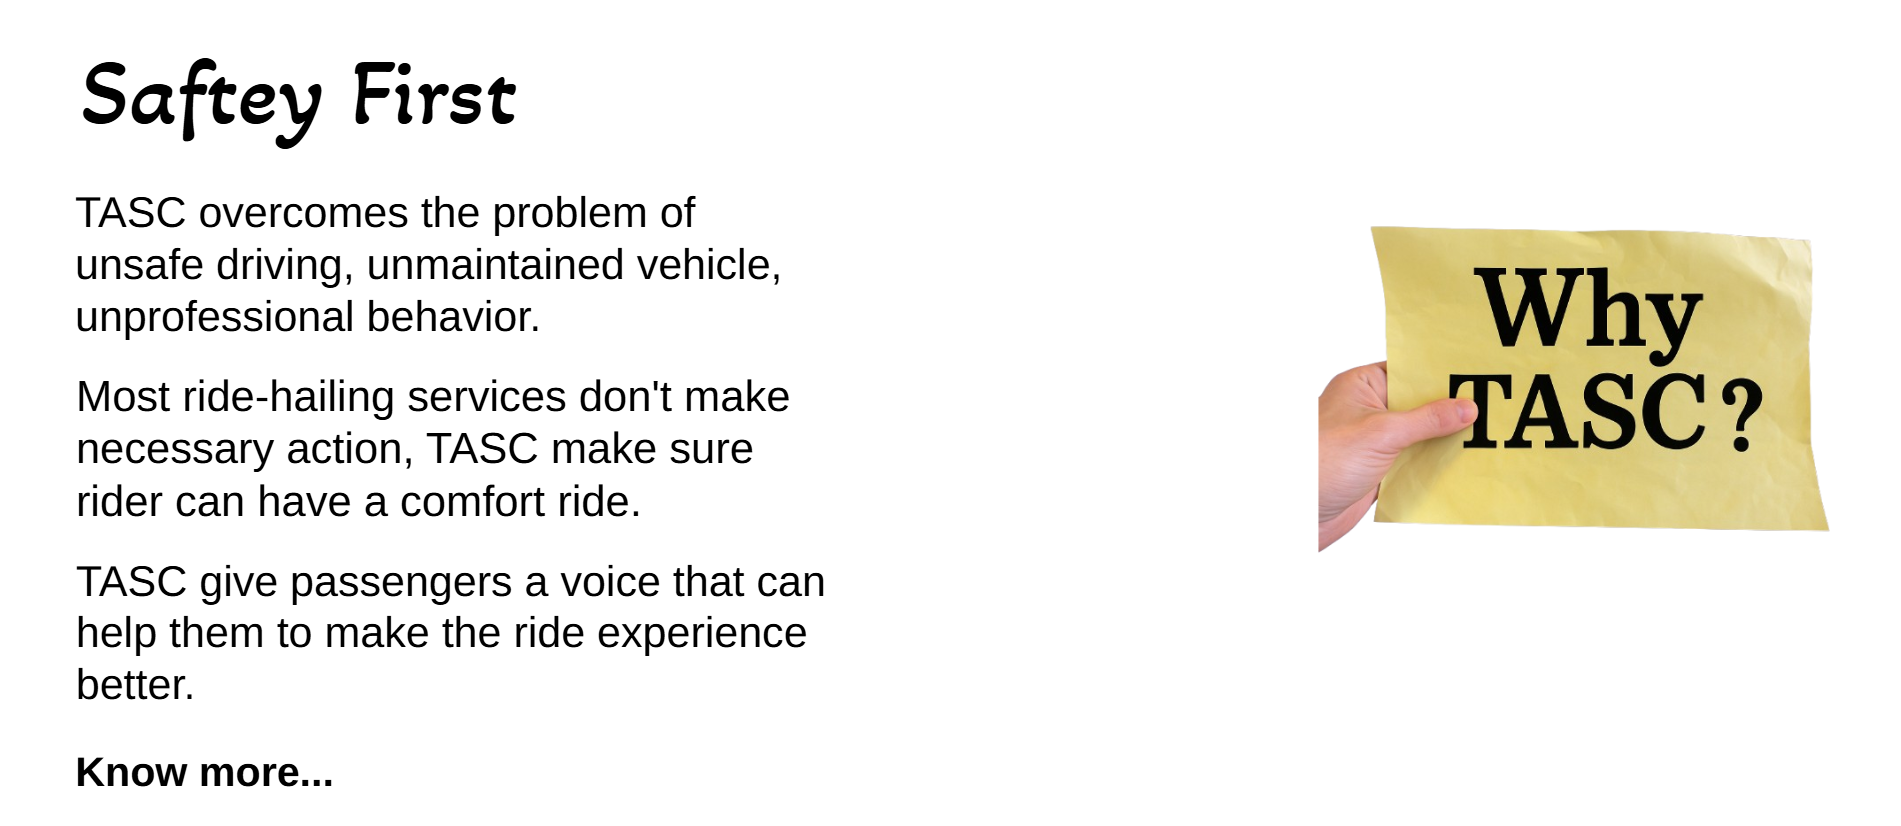 Saftey First
TASC overcomes the problem of
unsafe driving, unmaintained vehicle,
unprofessional behavior.
Most ride-hailing services don't make
necessary action, TASC make sure
rider can have a comfort ride.
TASC give passengers a voice that can
help them to make the ride experience
better.
Know more...
Why
TASC?